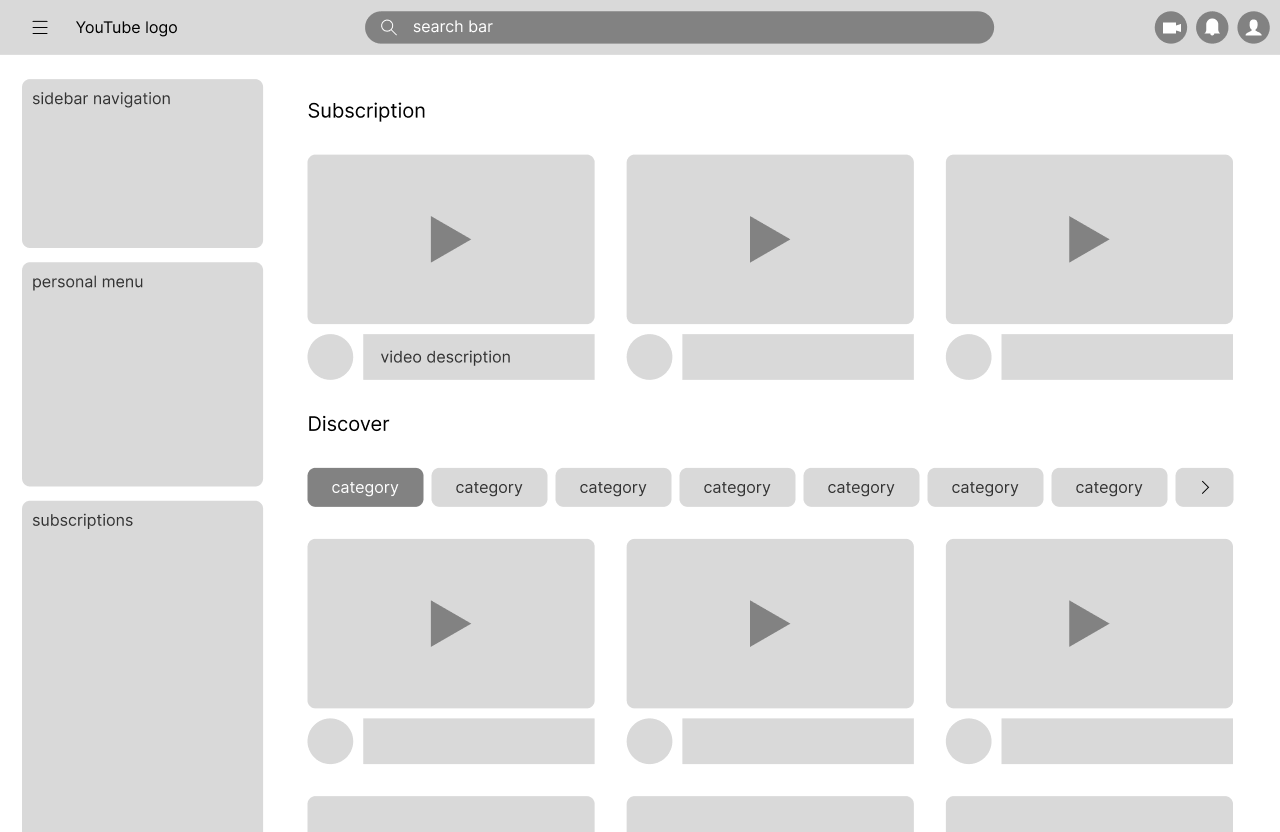 YouTube logo
search bar
sidebar navigation
personal menu
subscriptions
Subscription
video description
Discover
category category category category category category category